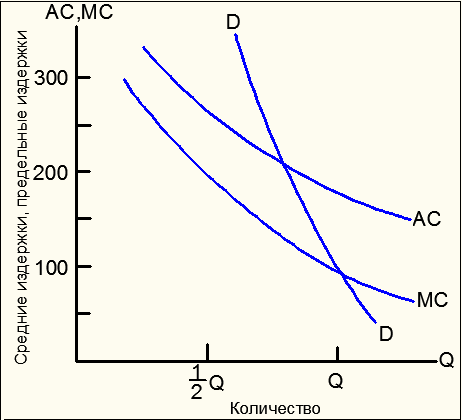 AC,MC
D
Средние издержки, предельные издержки
300
200
100
AC
MC
D
Q
1/2 Q
Q
Количество